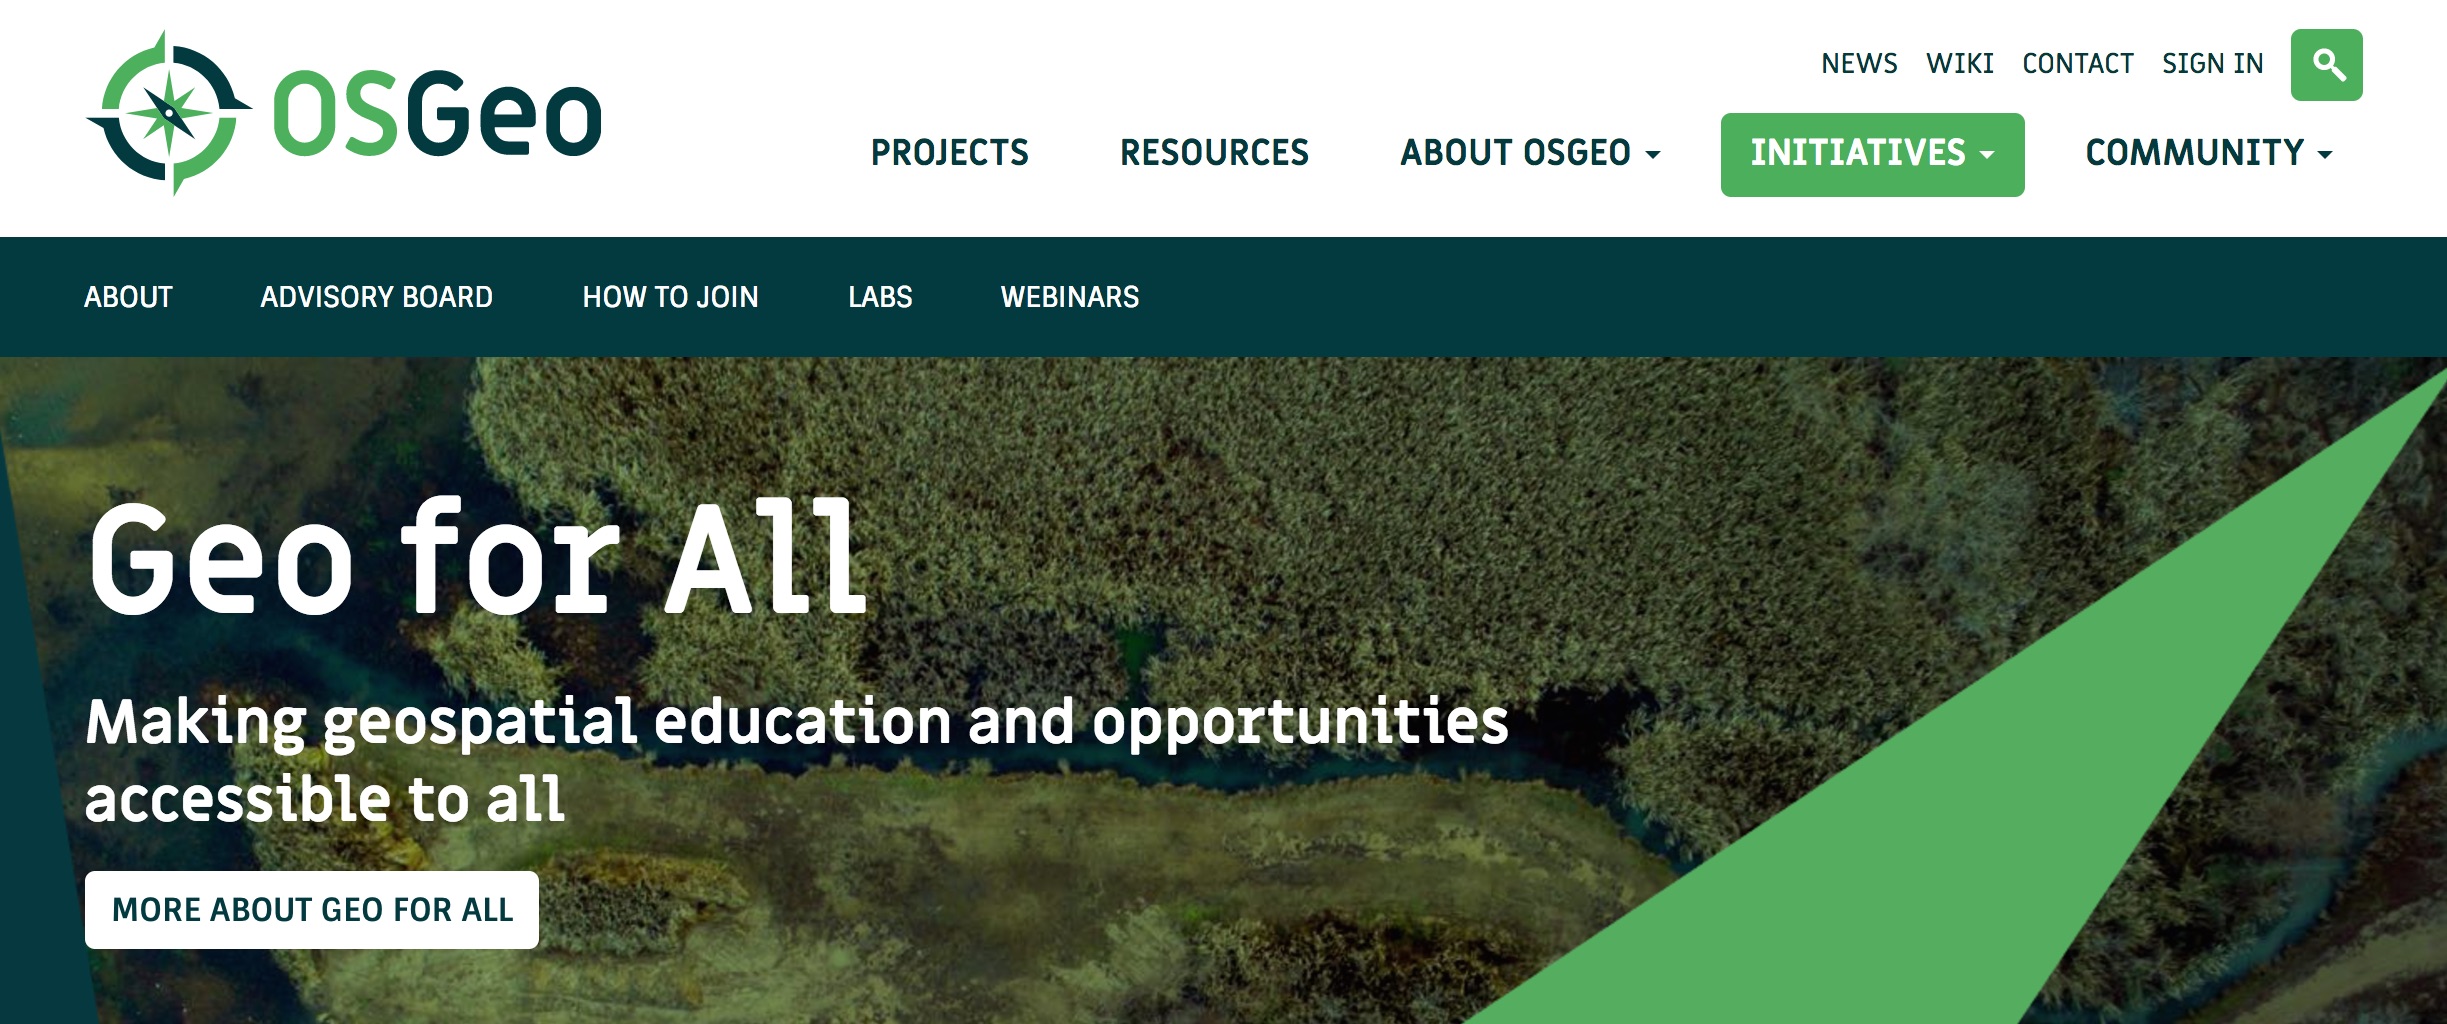 OSGeo
NEWS WIKI CONTACT SIGN IN
PROJECTS RESOURCES ABOUT OSGEO INITIATIVES COMMUNITY
ABOUT ADVISORY BOARD HOW TO JOIN LABS WEBINARS
Geo for All
Making geospatial education and opportunities
accessible to all
MORE ABOUT GEO FOR ALL